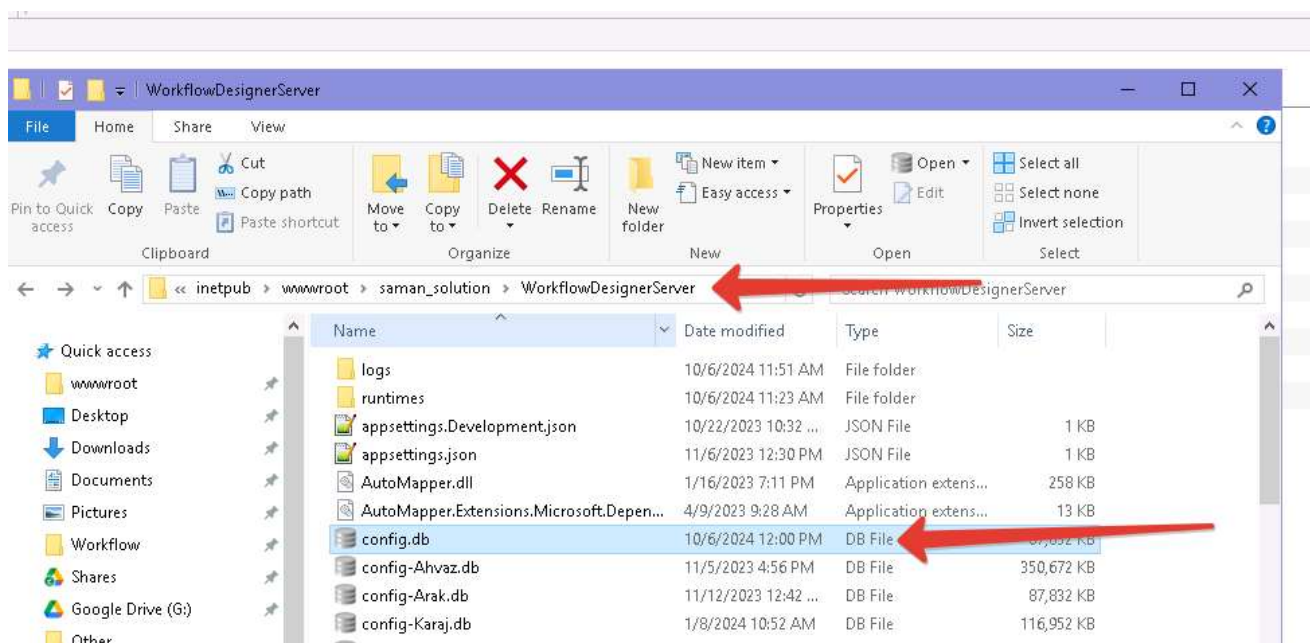 WorkflowDesignerServer
File Home Share View
Pin to Quick access Copy Paste Cut Copy path Paste shortcut Move to Copy to Delete Rename New folder New item Easy access Properties Open Edit Select all Select none Invert selection
Clipboard Organize New Open Select
« inetpub > wwwroot > saman_solution > WorkflowDesignerServer Search WorkflowDesignerServer
Name Date modified Type Size
Quick access
wwwroot
Desktop
Downloads
Documents
Pictures
Workflow
Shares
Google Drive (G:)
Other
logs 10/6/2024 11:51 AM File folder
runtimes 10/6/2024 11:23 AM File folder
appsettings.Development.json 10/22/2023 10:32 ... JSON File 1 KB
appsettings.json 11/6/2023 12:30 PM JSON File 1 KB
AutoMapper.dll 1/16/2023 7:11 PM Application extens... 258 KB
AutoMapper.Extensions.Microsoft.Depen... 4/9/2023 9:28 AM Application extens... 13 KB
config.db 10/6/2024 12:00 PM DB File KB
config-Ahvaz.db 11/5/2023 4:56 PM DB File 350,672 KB
config-Arak.db 11/12/2023 12:42 ... DB File 87,832 KB
config-Karaj.db 1/8/2024 10:52 AM DB File 116,952 KB